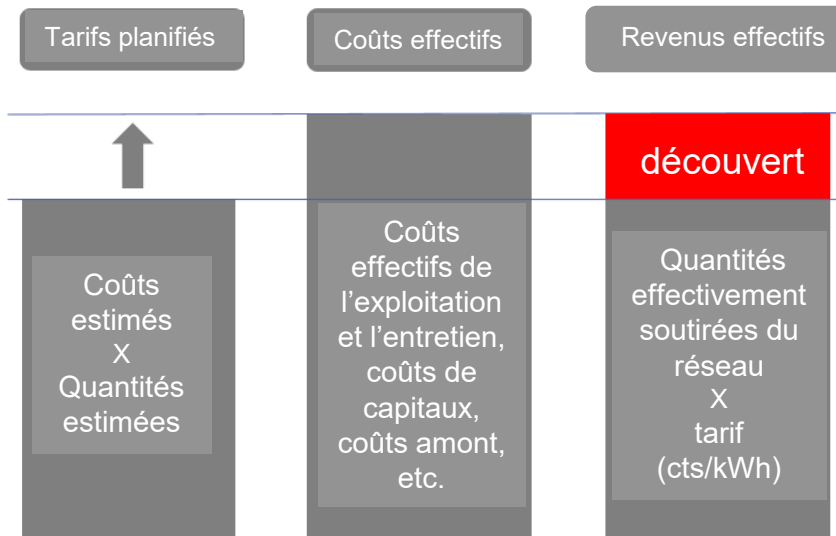 Tarifs planifiés
Coûts effectifs
Revenus effectifs
découvert
Coûts
estimés
X
Quantités
estimées
Coûts
effectifs de
l’exploitation
et l’entretien,
coûts de
capitaux,
coûts amont,
etc.
Quantités
effectivement
soutirées du
réseau
X
tarif
(cts/kWh)